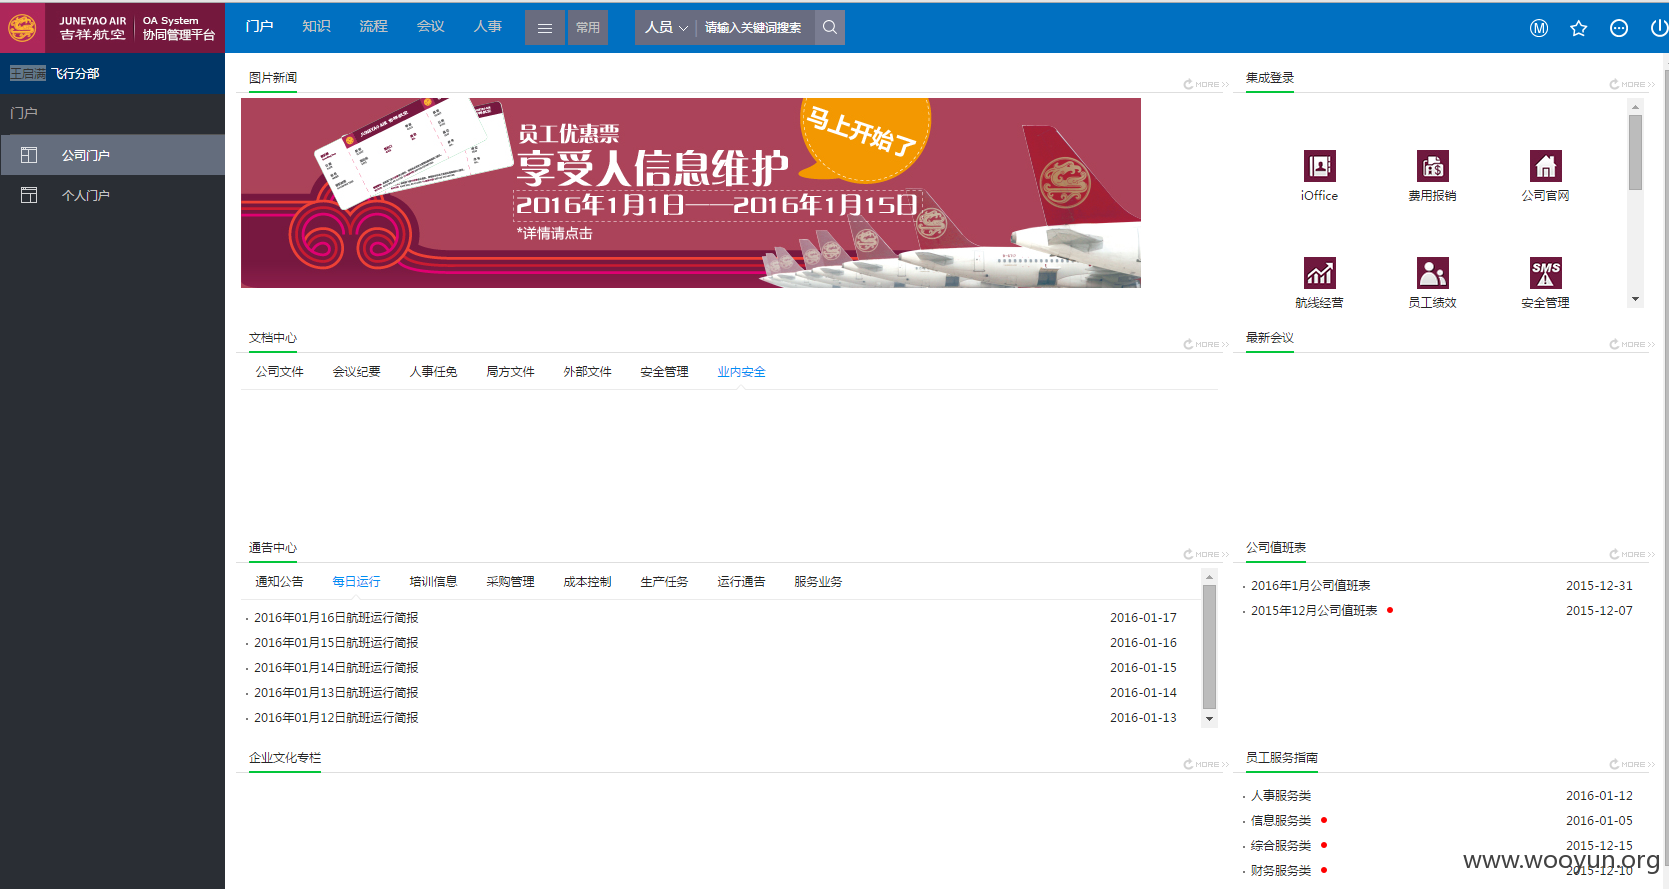 JUNEYAO AIR
吉祥航空
OA System
协同管理平台
门户 知识 流程 会议 人事 常用 人员 请输入关键词搜索
飞行分部
门户
公司门户
个人门户
图片新闻
MORE
员工优惠票
享受人信息维护
2016年1月1日——2016年1月15日
*详情请点击
马上开始了
JUNEYAO AIR 吉祥航空
集成登录
MORE
iOffice 费用报销 公司官网
航线经营 员工绩效 安全管理
SMS
文档中心
MORE
公司文件 会议纪要 人事任免 局方文件 外部文件 安全管理 业内安全
最新会议
MORE
通告中心
MORE
通知公告 每日运行 培训信息 采购管理 成本控制 生产任务 运行通告 服务业务
2016年01月16日航班运行简报 2016-01-17
2016年01月15日航班运行简报 2016-01-16
2016年01月14日航班运行简报 2016-01-15
2016年01月13日航班运行简报 2016-01-14
2016年01月12日航班运行简报 2016-01-13
公司值班表
MORE
2016年1月公司值班表 2015-12-31
2015年12月公司值班表 2015-12-07
企业文化专栏
MORE
员工服务指南
MORE
人事服务类 2016-01-12
信息服务类 2016-01-05
综合服务类 2015-12-15
财务服务类 2015-12-10
www.wooyun.org